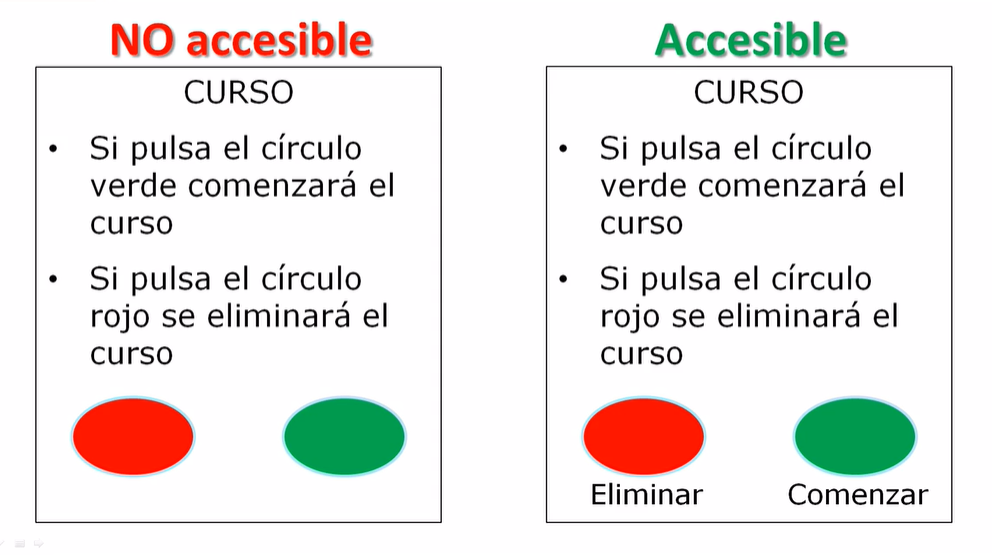 NO accesible
CURSO
• Si pulsa el círculo
verde comenzará el
curso
• Si pulsa el círculo
rojo se eliminará el
curso
Accesible
CURSO
• Si pulsa el círculo
verde comenzará el
curso
• Si pulsa el círculo
rojo se eliminará el
curso
Eliminar
Comenzar